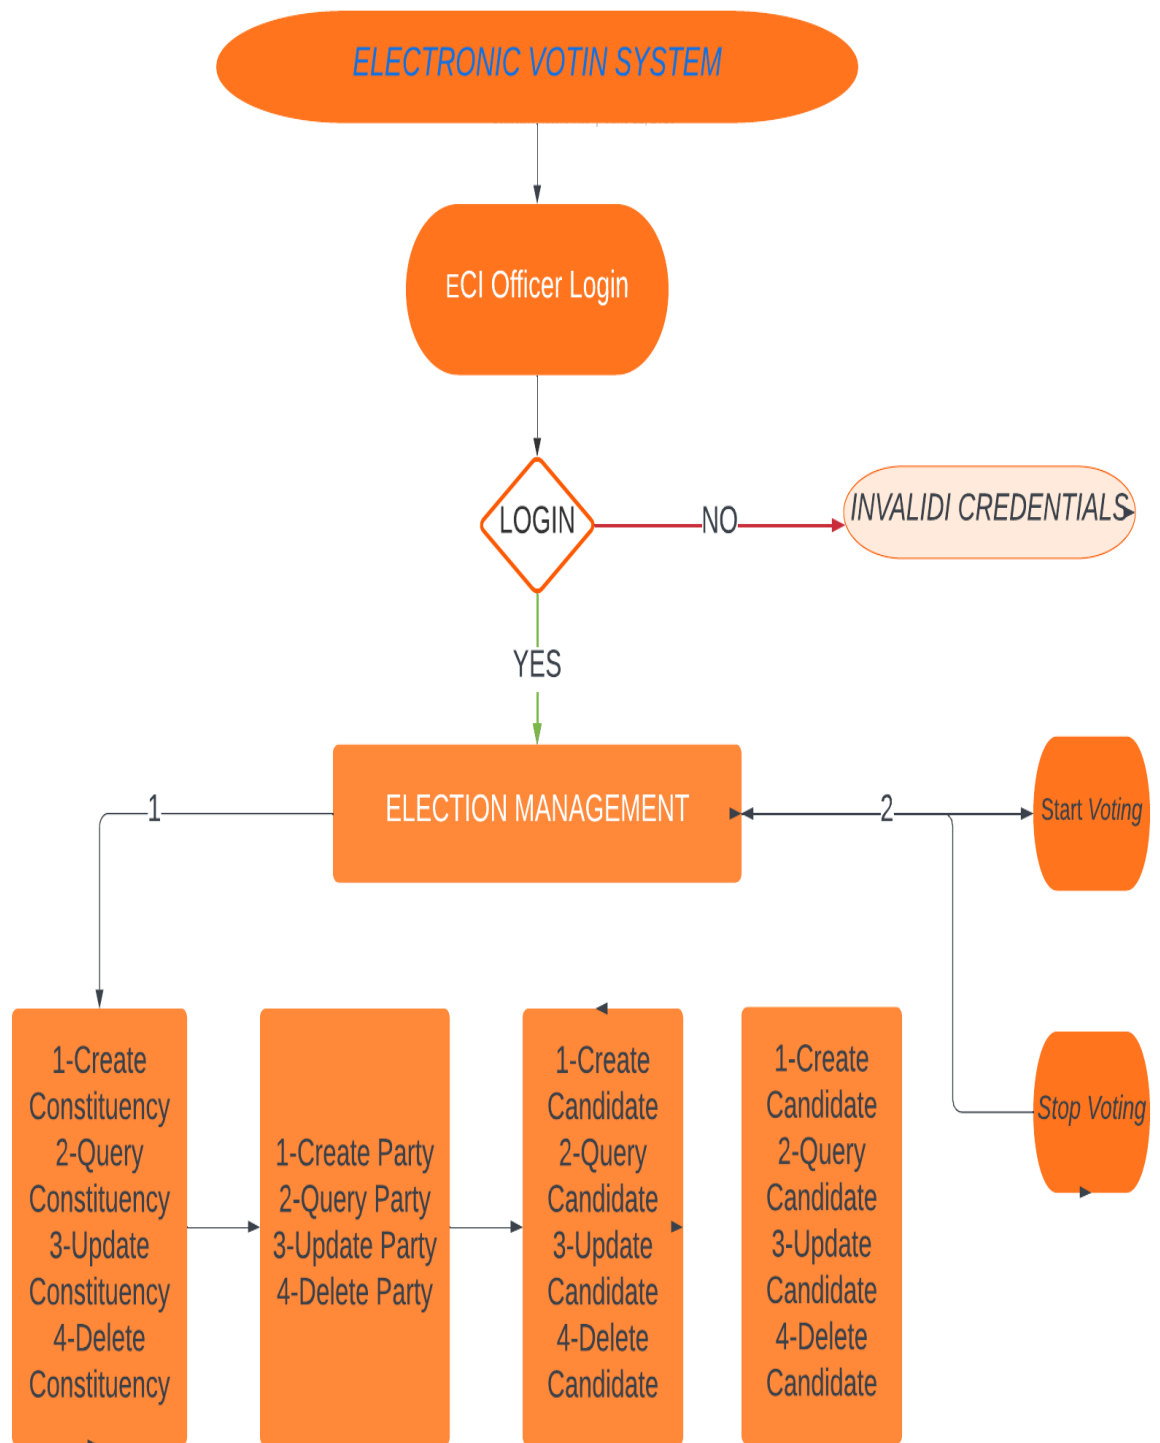 ELECTRONIC VOTIN SYSTEM
ECI Officer Login
LOGIN
NO
INVALIDI CREDENTIALS
YES
ELECTION MANAGEMENT
1
2
Start Voting
Stop Voting
1-Create
Constituency
2-Query
Constituency
3-Update
Constituency
4-Delete
Constituency
1-Create Party
2-Query Party
3-Update Party
4-Delete Party
1-Create
Candidate
2-Query
Candidate
3-Update
Candidate
4-Delete
Candidate
1-Create
Candidate
2-Query
Candidate
3-Update
Candidate
4-Delete
Candidate